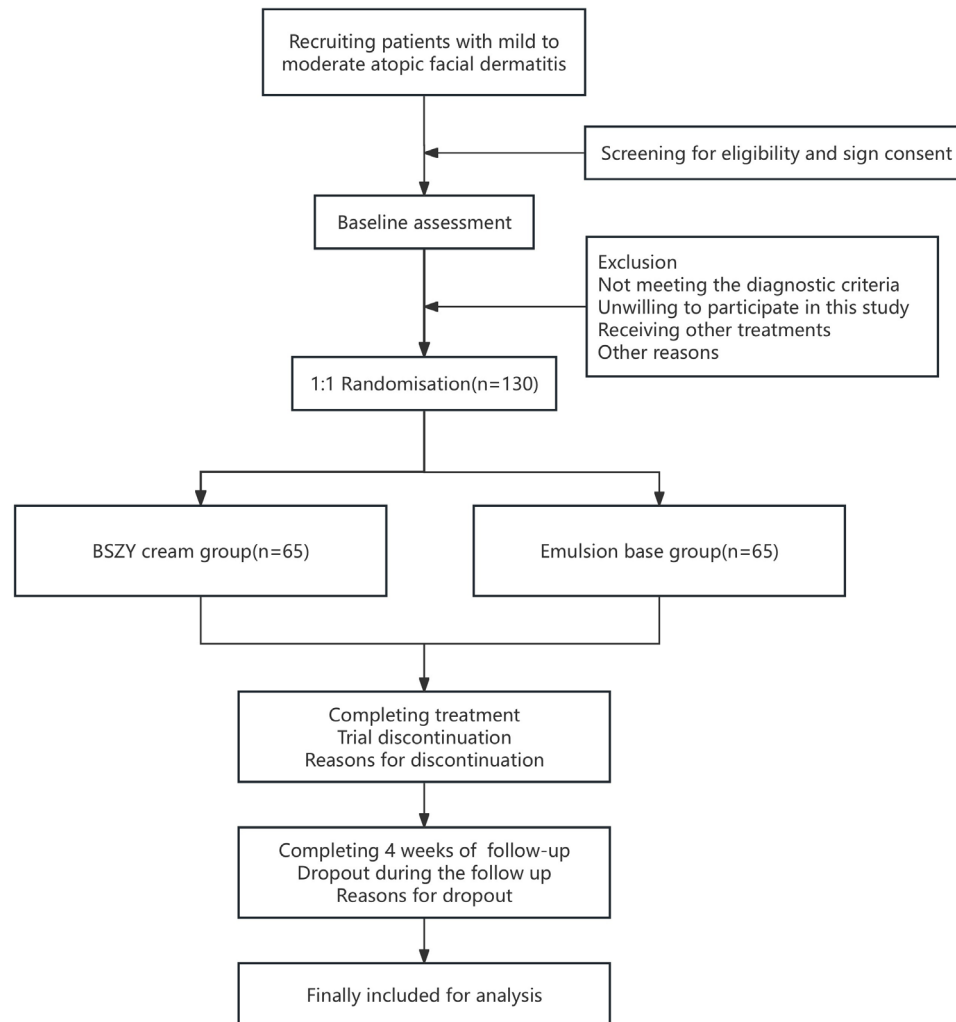 Recruiting patients with mild to
moderate atopic facial dermatitis
Screening for eligibility and sign consent
Baseline assessment
Exclusion
Not meeting the diagnostic criteria
Unwilling to participate in this study
Receiving other treatments
Other reasons
1:1 Randomisation(n=130)
BSZY cream group(n=65)
Emulsion base group(n=65)
Completing treatment
Trial discontinuation
Reasons for discontinuation
Completing 4 weeks of  follow-up
Dropout during the follow up
Reasons for dropout
Finally included for analysis